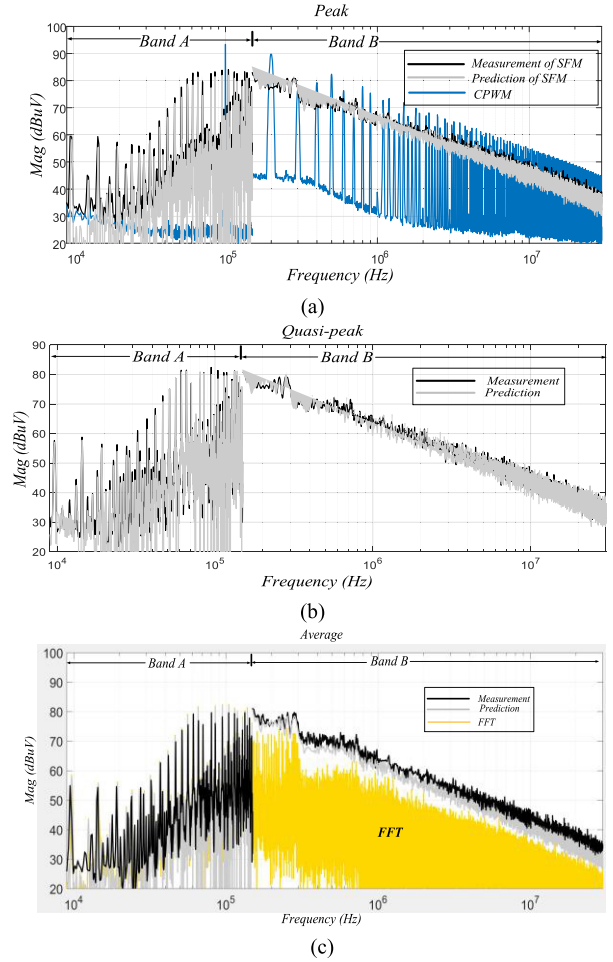 Peak
Band A
Band B
Measurement of SFM
Prediction of SFM
CPWM
Mag (dBuV)
100
90
80
70
60
50
40
30
20
10^4
10^5
10^6
10^7
Frequency (Hz)
(a)
Quasi-peak
Band A
Band B
Measurement
Prediction
Mag (dBuV)
90
80
70
60
50
40
30
20
10^4
10^5
10^6
10^7
Frequency (Hz)
(b)
Average
Band A
Band B
Measurement
Prediction
FFT
FFT
Mag (dBuV)
100
90
80
70
60
50
40
30
20
10^4
10^5
10^6
10^7
Frequency (Hz)
(c)